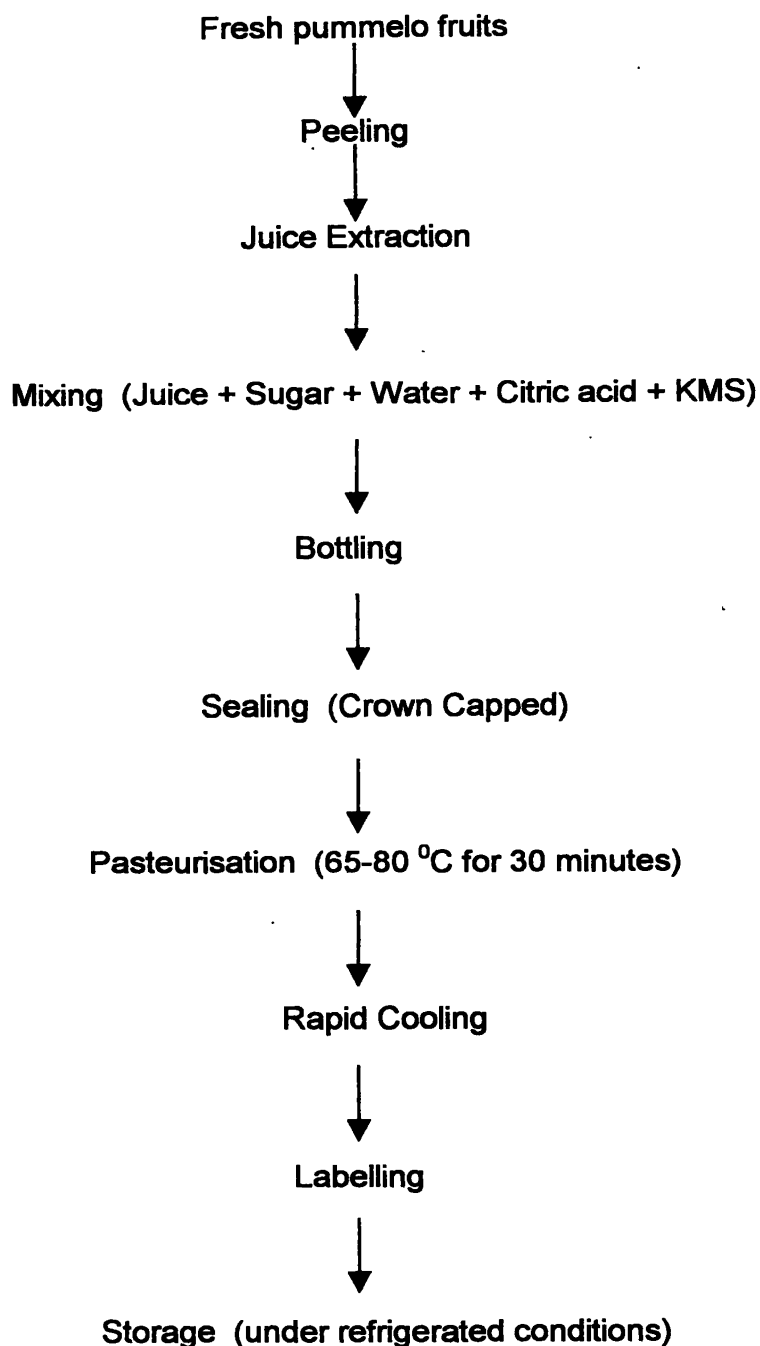 Fresh pummelo fruits
Peeling
Juice Extraction
Mixing (Juice + Sugar + Water + Citric acid + KMS)
Bottling
Sealing (Crown Capped)
Pasteurisation (65-80 ⁰C for 30 minutes)
Rapid Cooling
Labelling
Storage (under refrigerated conditions)